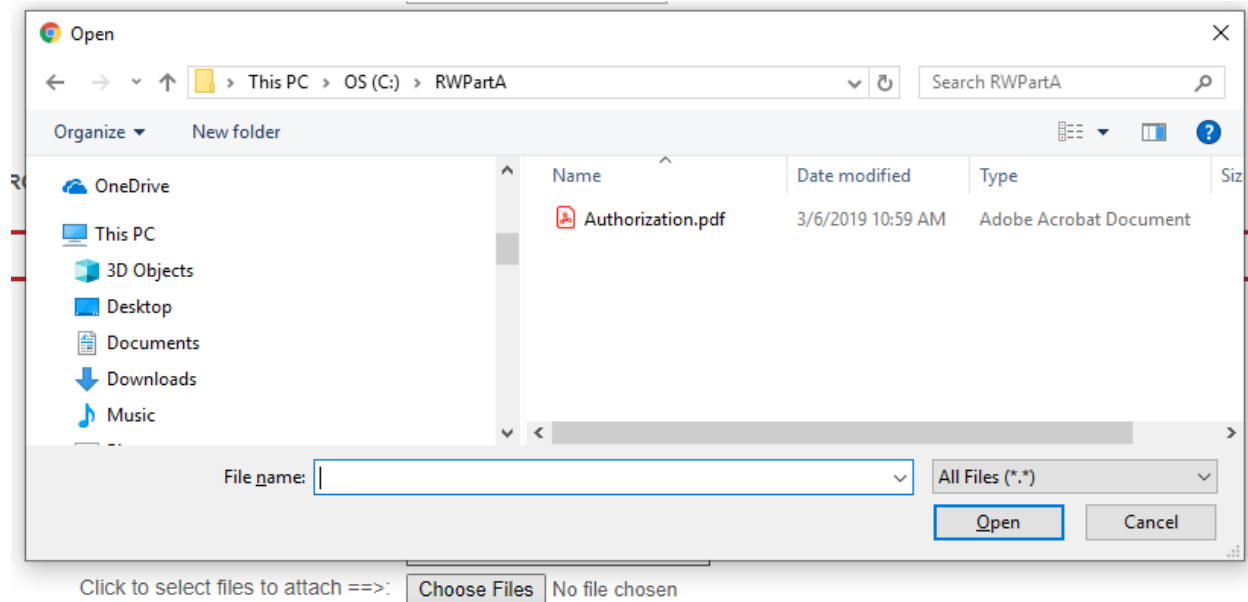 Open
This PC > OS (C:) > RWPartA
Search RWPartA
Organize
New folder
?
OneDrive
This PC
3D Objects
Desktop
Documents
Downloads
Music
Name Date modified Type Siz
Authorization.pdf 3/6/2019 10:59 AM Adobe Acrobat Document
File name:
All Files (*.*)
Open
Cancel
Click to select files to attach ==>: Choose Files No file chosen